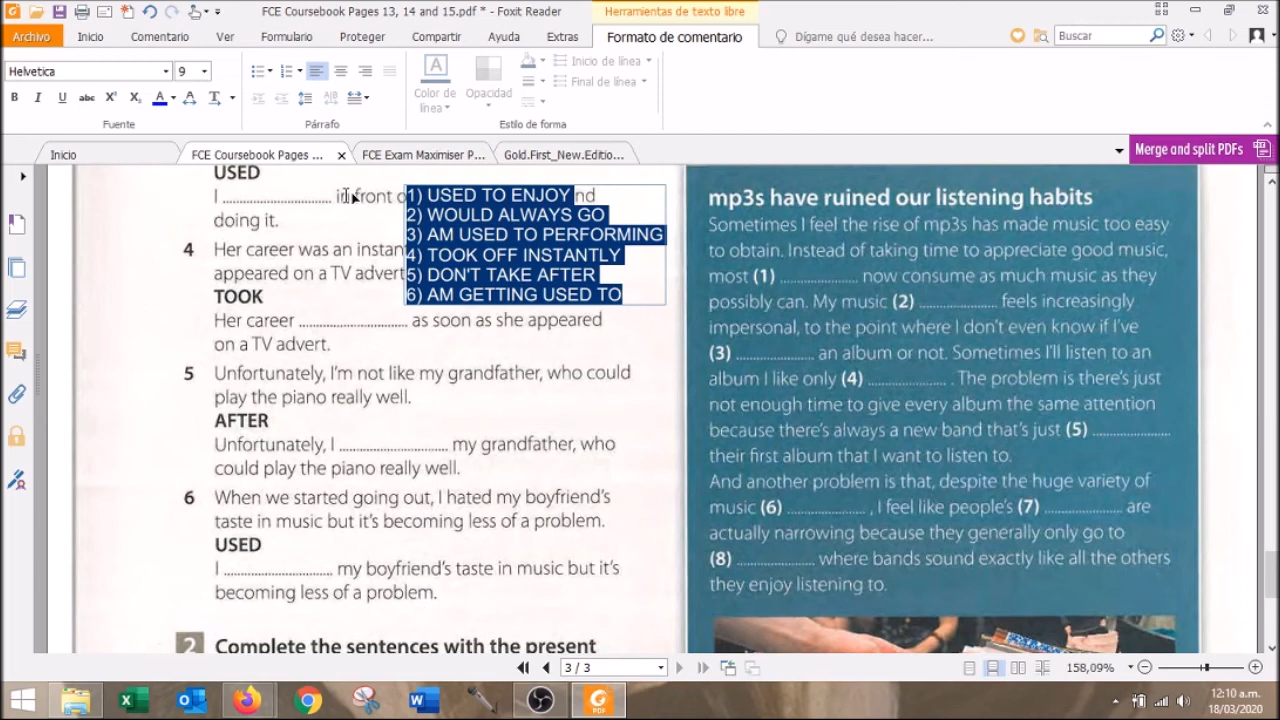 FCE Coursebook Pages 13, 14 and 15.pdf * - Foxit Reader
Herramientas de texto libre
Archivo
Inicio
Comentario
Ver
Formulario
Proteger
Compartir
Ayuda
Extras
Formato de comentario
Dígame qué desea hacer...
Buscar
Helvetica
9
Color de línea
Opacidad
Inicio de línea
Final de línea
Fuente
Párrafo
Estilo de forma
Inicio
FCE Coursebook Pages ...
FCE Exam Maximiser P...
Gold.First_New.Editio...
Merge and split PDFs
USED
I .............................. in front o
nd
doing it.
4 Her career was an instant
appeared on a TV advert
TOOK
Her career .............................. as soon as she appeared
on a TV advert.
5 Unfortunately, I'm not like my grandfather, who could
play the piano really well.
AFTER
Unfortunately, I .............................. my grandfather, who
could play the piano really well.
6 When we started going out, I hated my boyfriend's
taste in music but it's becoming less of a problem.
USED
I .............................. my boyfriend's taste in music but it's
becoming less of a problem.
2 Complete the sentences with the present
1) USED TO ENJOY
2) WOULD ALWAYS GO
3) AM USED TO PERFORMING
4) TOOK OFF INSTANTLY
5) DON'T TAKE AFTER
6) AM GETTING USED TO
mp3s have ruined our listening habits
Sometimes I feel the rise of mp3s has made music too easy
to obtain. Instead of taking time to appreciate good music,
most (1) ..................... now consume as much music as they
possibly can. My music (2) ..................... feels increasingly
impersonal, to the point where I don't even know if I've
(3) ..................... an album or not. Sometimes I'll listen to an
album I like only (4) ..................... . The problem is there's just
not enough time to give every album the same attention
because there's always a new band that's just (5) .....................
their first album that I want to listen to.
And another problem is that, despite the huge variety of
music (6) ..................... , I feel like people's (7) ..................... are
actually narrowing because they generally only go to
(8) ..................... where bands sound exactly like all the others
they enjoy listening to.
3 / 3
158,09%
12:10 a.m.
18/03/2020